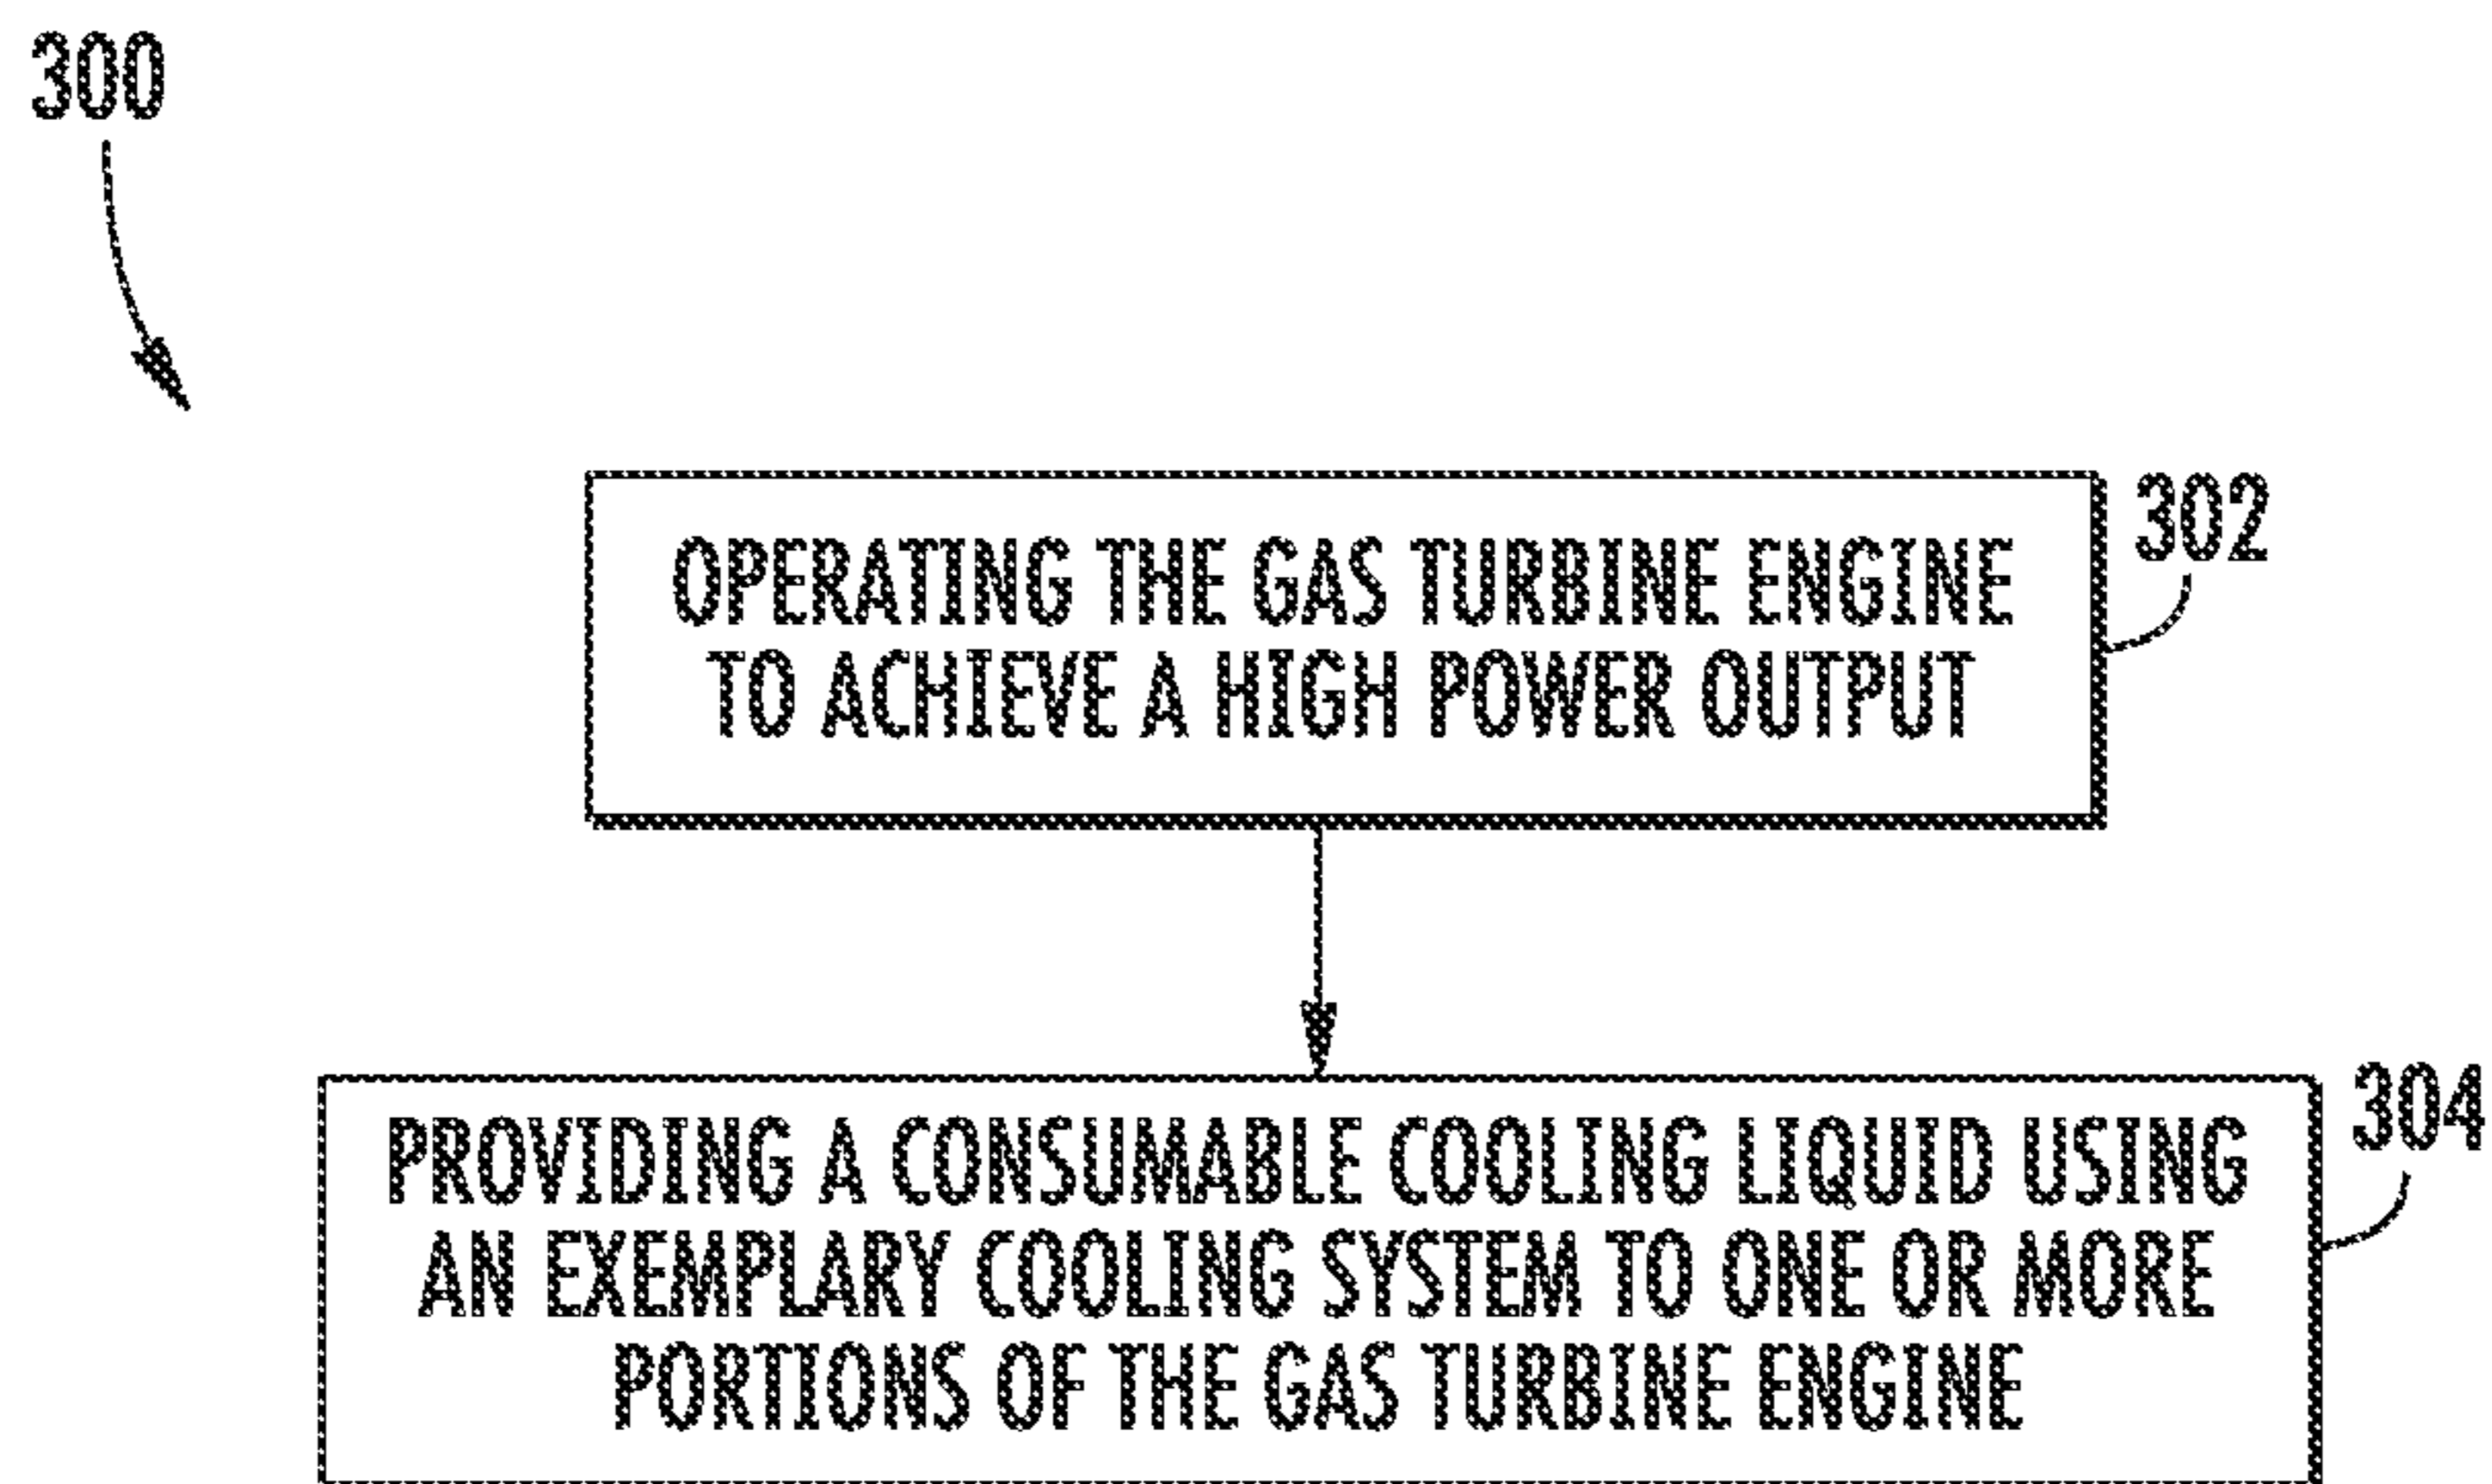 300
OPERATING THE GAS TURBINE ENGINE
TO ACHIEVE A HIGH POWER OUTPUT
302
PROVIDING A CONSUMABLE COOLING LIQUID USING
AN EXEMPLARY COOLING SYSTEM TO ONE OR MORE
PORTIONS OF THE GAS TURBINE ENGINE
304